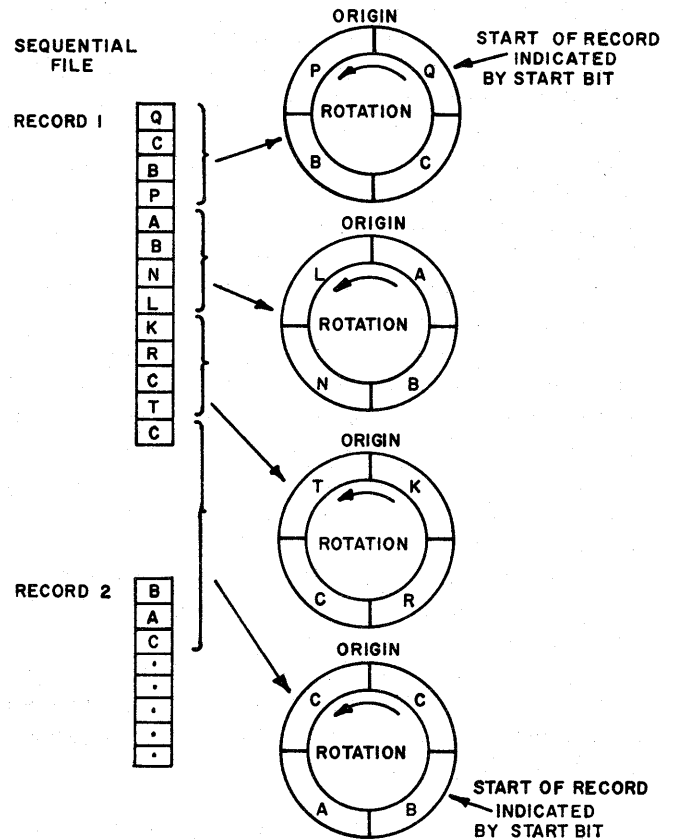 SEQUENTIAL
FILE
RECORD 1
Q
C
B
P
A
B
N
L
K
R
C
T
C
RECORD 2
B
A
C
ORIGIN
P
Q
ROTATION
B
C
START OF RECORD
INDICATED
BY START BIT
ORIGIN
L
A
ROTATION
N
B
ORIGIN
T
K
ROTATION
C
R
ORIGIN
C
C
ROTATION
A
B
START OF RECORD
INDICATED
BY START BIT